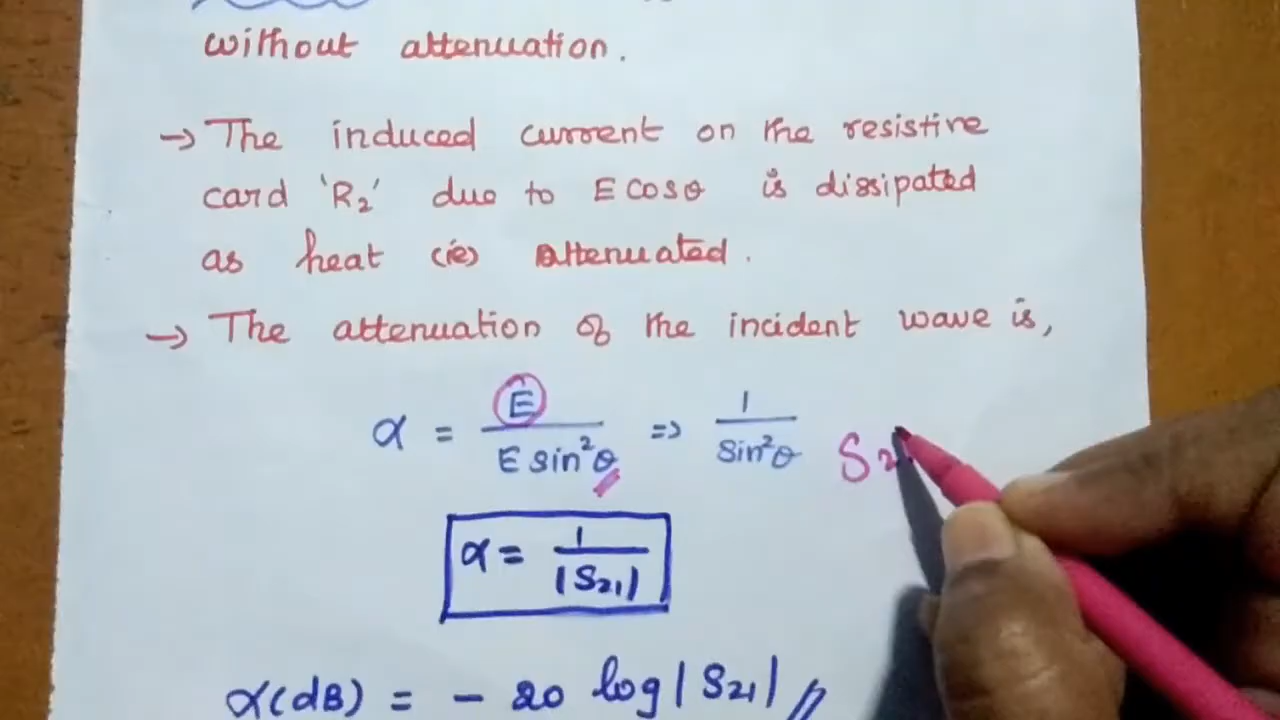 without attenuation.
→ The induced current on the resistive
card 'R₂' due to E cosθ is dissipated
as heat (ie) Attenuated.
→ The attenuation of the incident wave is,
α = E / E sin²θ => 1 / sin²θ S₂
α = 1 / |S₂₁|
α(dB) = - 20 log|S₂₁| //